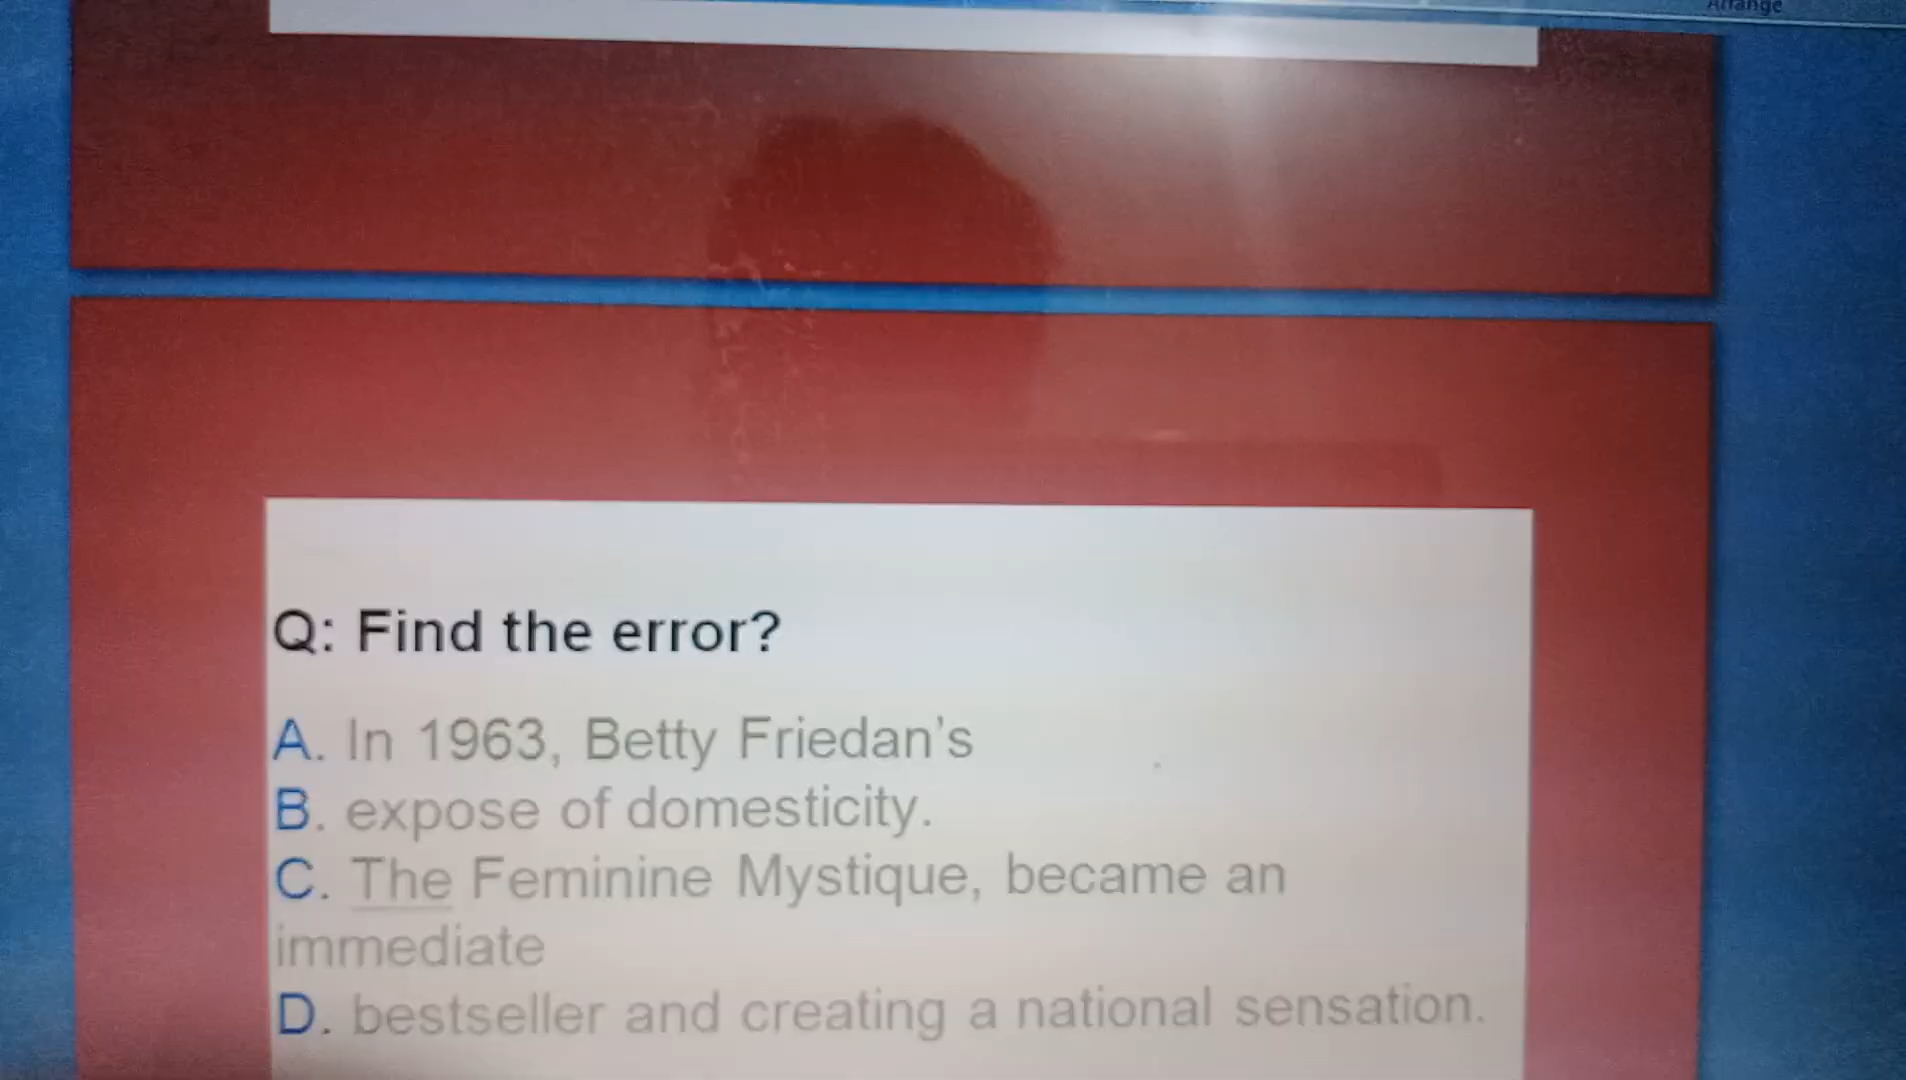 Arrange
Q: Find the error?
A. In 1963, Betty Friedan's
B. expose of domesticity.
C. The Feminine Mystique, became an
immediate
D. bestseller and creating a national sensation.